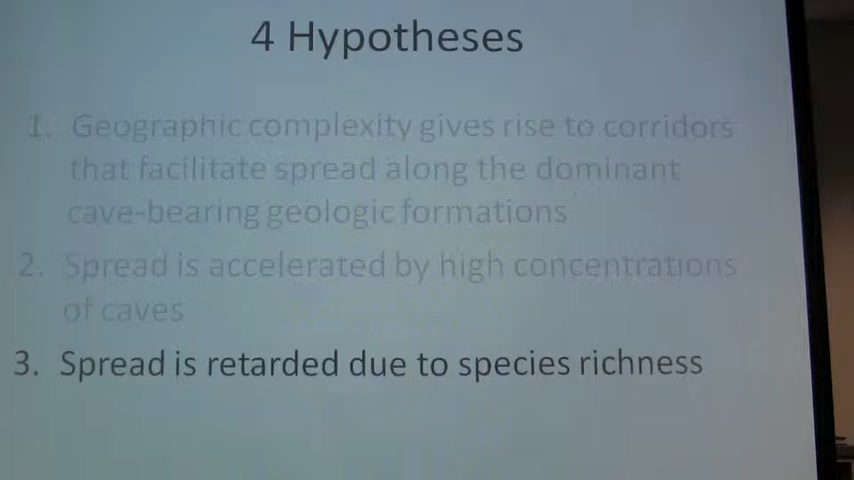 4 Hypotheses
1. Geographic complexity gives rise to corridors
that facilitate spread along the dominant
cave-bearing geologic formations
2. Spread is accelerated by high concentrations
of caves
3. Spread is retarded due to species richness